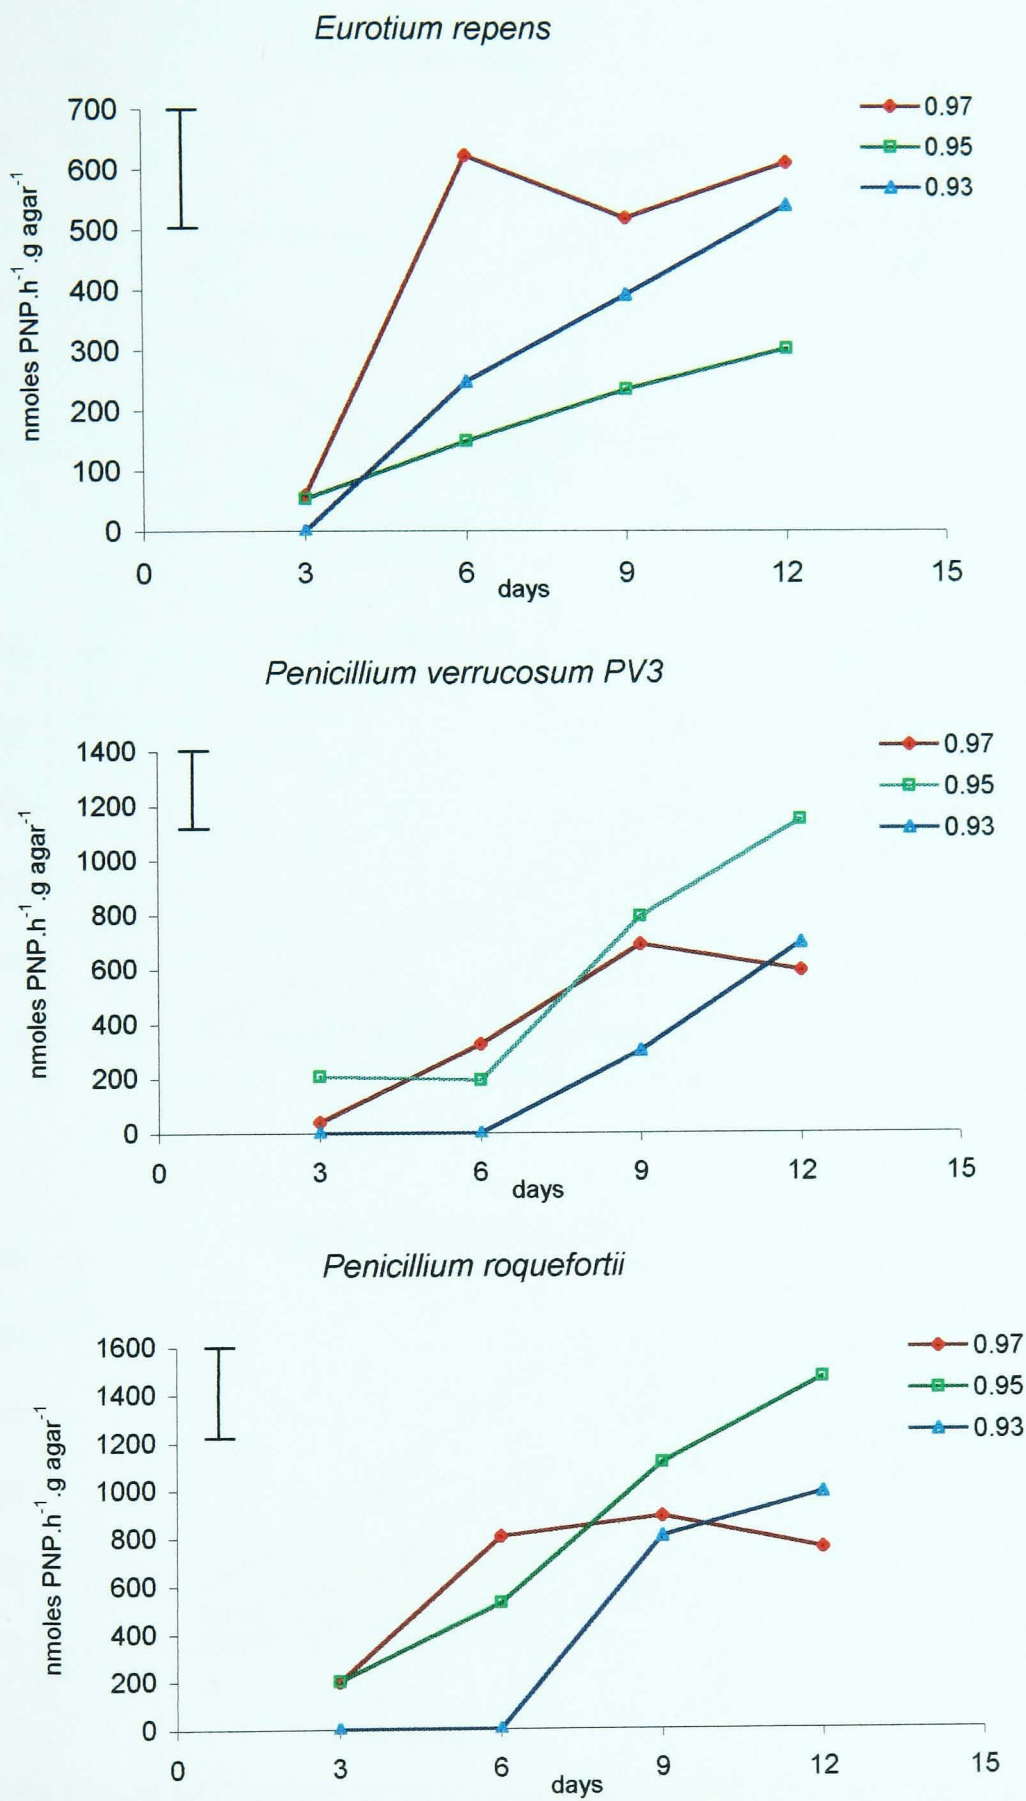 Eurotium repens
700
600
500
400
300
200
100
0
nmoles PNP.h⁻¹.g agar⁻¹
0.97
0.95
0.93
0 3 6 9 12 15
days
Penicillium verrucosum PV3
1400
1200
1000
800
600
400
200
0
nmoles PNP.h⁻¹.g agar⁻¹
0.97
0.95
0.93
0 3 6 9 12 15
days
Penicillium roquefortii
1600
1400
1200
1000
800
600
400
200
0
nmoles PNP.h⁻¹.g agar⁻¹
0.97
0.95
0.93
0 3 6 9 12 15
days